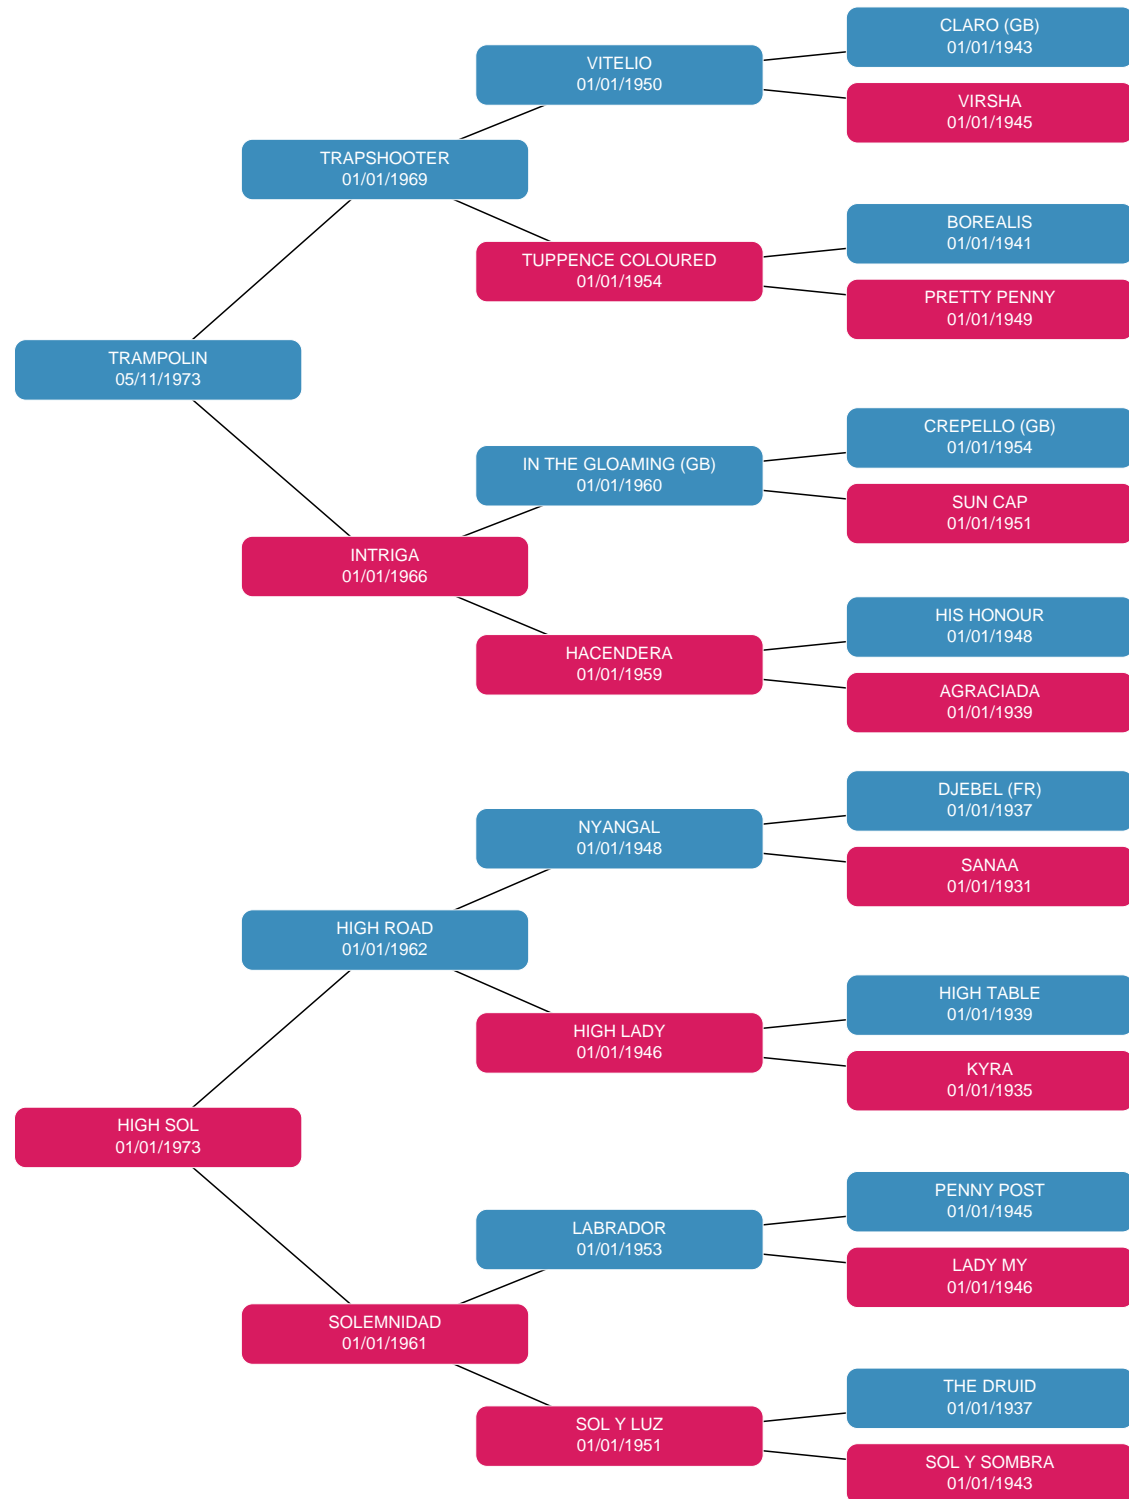 CLARO (GB)
01/01/1943
VITELIO
01/01/1950
VIRSHA
01/01/1945
TRAPSHOOTER
01/01/1969
BOREALIS
01/01/1941
TUPPENCE COLOURED
01/01/1954
PRETTY PENNY
01/01/1949
TRAMPOLIN
05/11/1973
CREPELLO (GB)
01/01/1954
IN THE GLOAMING (GB)
01/01/1960
SUN CAP
01/01/1951
INTRIGA
01/01/1966
HIS HONOUR
01/01/1948
HACENDERA
01/01/1959
AGRACIADA
01/01/1939
DJEBEL (FR)
01/01/1937
NYANGAL
01/01/1948
SANAA
01/01/1931
HIGH ROAD
01/01/1962
HIGH TABLE
01/01/1939
HIGH LADY
01/01/1946
KYRA
01/01/1935
HIGH SOL
01/01/1973
PENNY POST
01/01/1945
LABRADOR
01/01/1953
LADY MY
01/01/1946
SOLEMNIDAD
01/01/1961
THE DRUID
01/01/1937
SOL Y LUZ
01/01/1951
SOL Y SOMBRA
01/01/1943